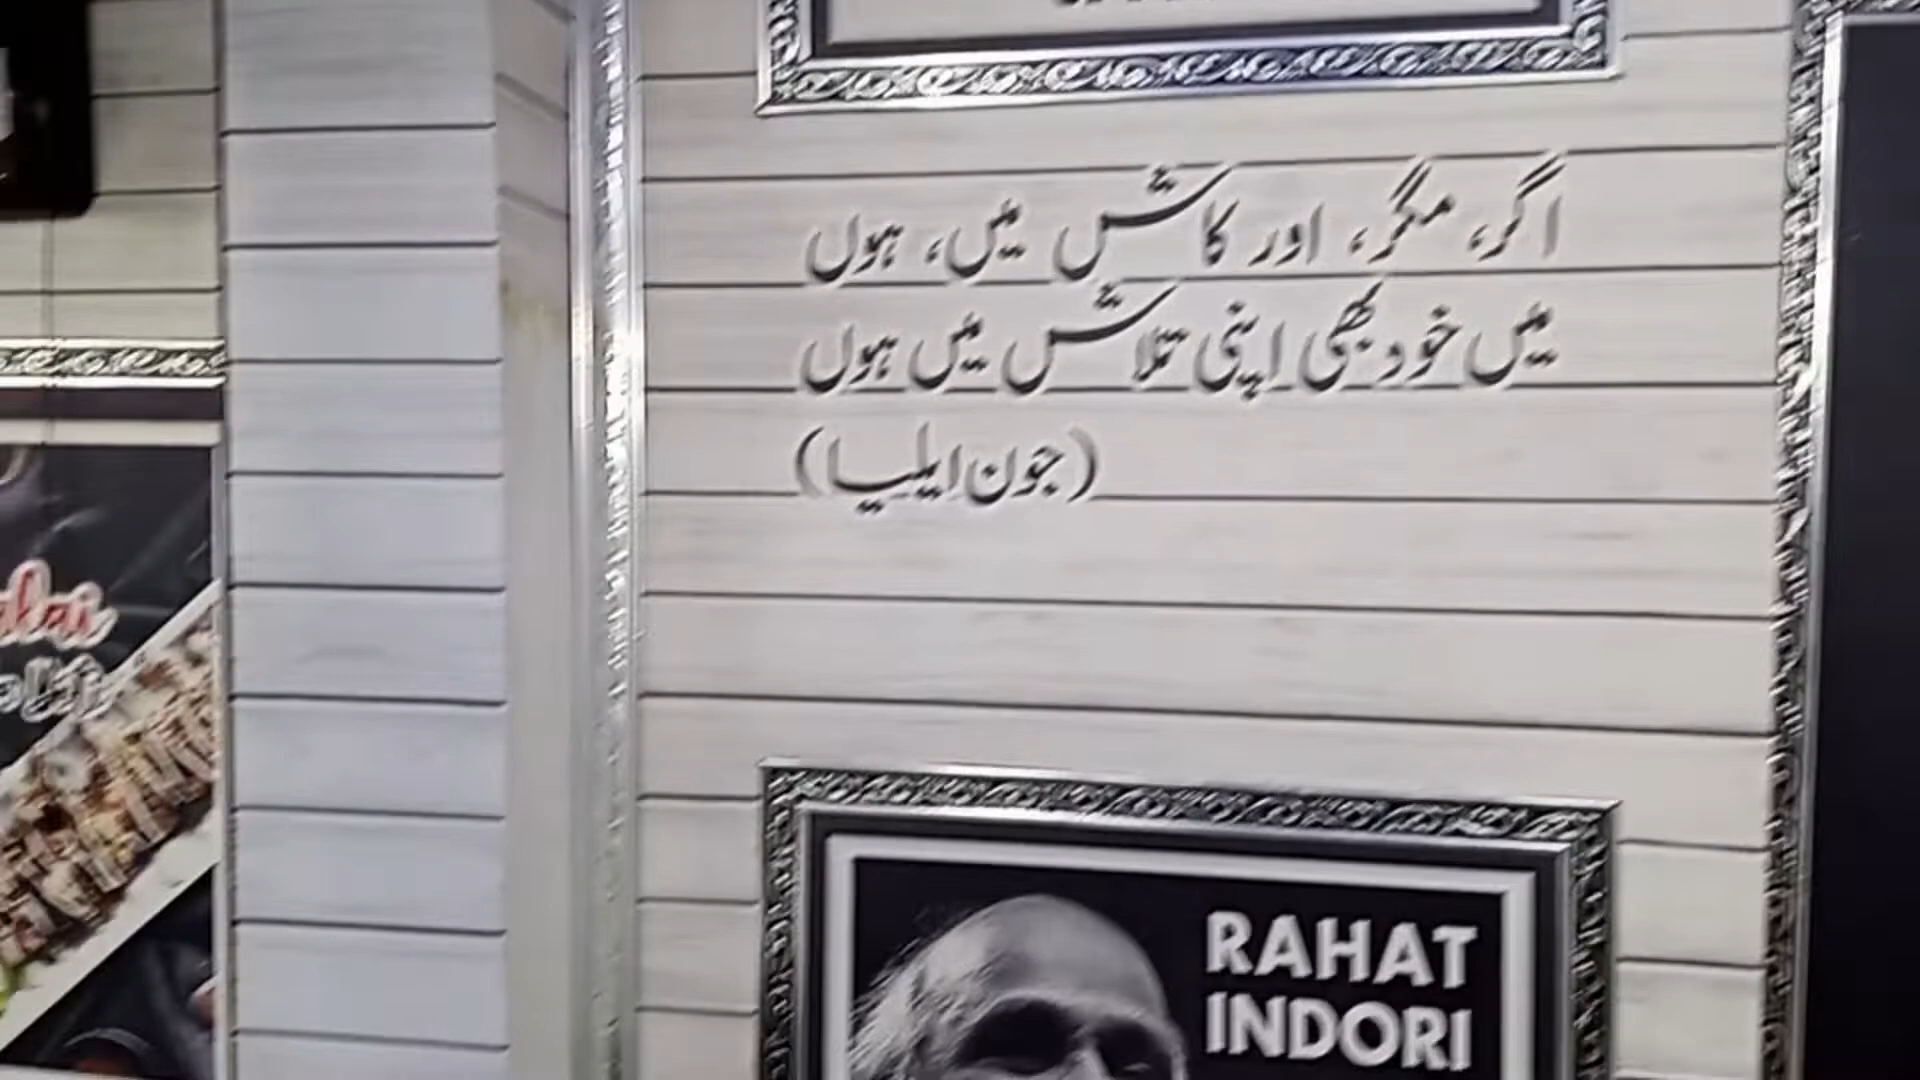 اگر، مگر، اور کاش میں، ہوں
میں خود بھی اپنی تلاش میں ہوں
(جون ایلیا)
RAHAT
INDORI